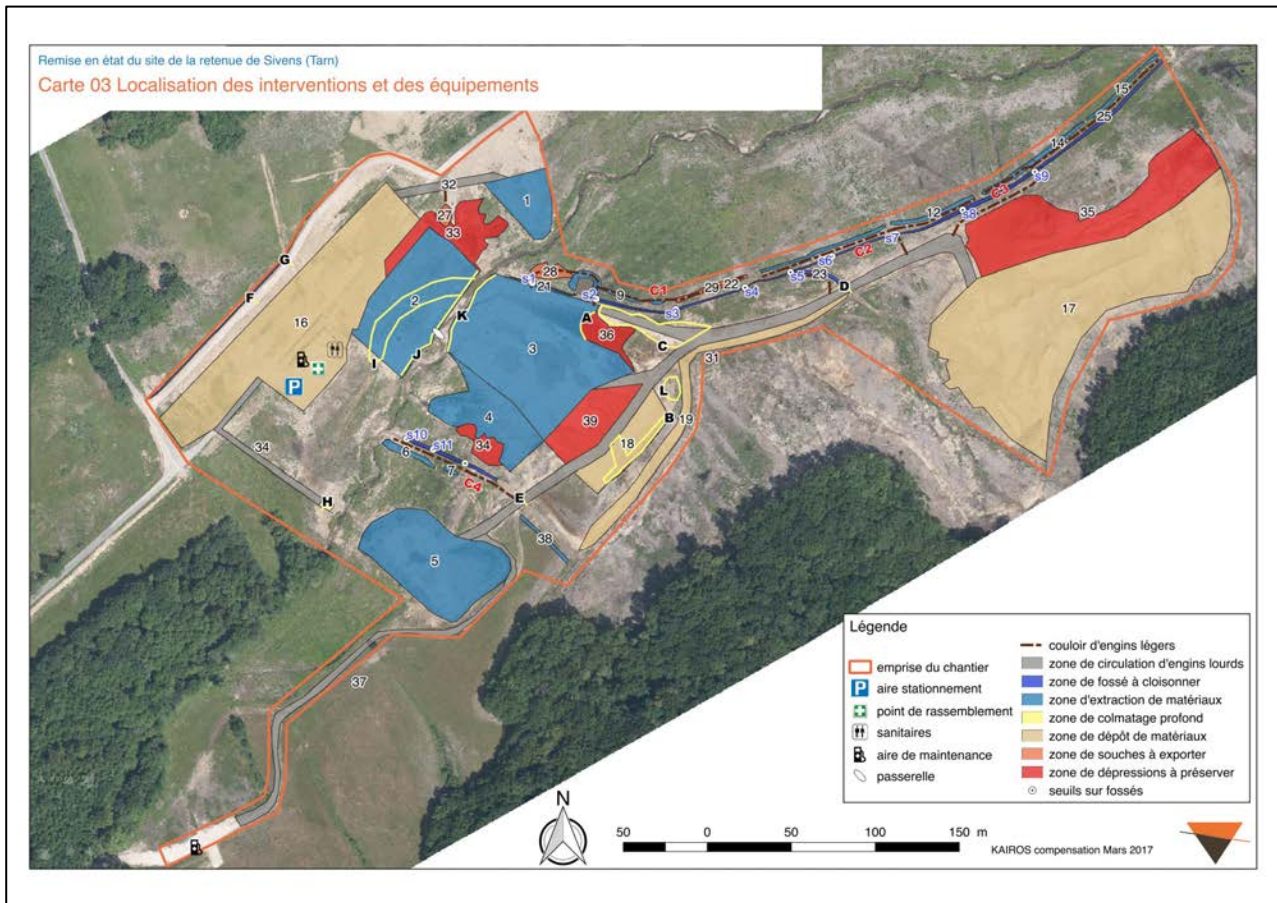 Remise en état du site de la retenue de Sivens (Tarn)
Carte 03 Localisation des interventions et des équipements
15
25
14
s9
C3
35
32
1
27
33
12
s8
s7
G
C2
s6
28
s1
21
s5
23
F
2
9
C1
29
22
s4
D
s2
s3
K
A
16
36
17
C
3
31
I
J
P
L
4
39
B
19
s10
18
s11
34
34
6
7
C4
E
H
38
5
37
Légende
emprise du chantier
P aire stationnement
point de rassemblement
sanitaires
aire de maintenance
passerelle
couloir d'engins légers
zone de circulation d'engins lourds
zone de fossé à cloisonner
zone d'extraction de matériaux
zone de colmatage profond
zone de dépôt de matériaux
zone de souches à exporter
zone de dépressions à préserver
seuils sur fossés
N
50 0 50 100 150 m
KAIROS compensation Mars 2017